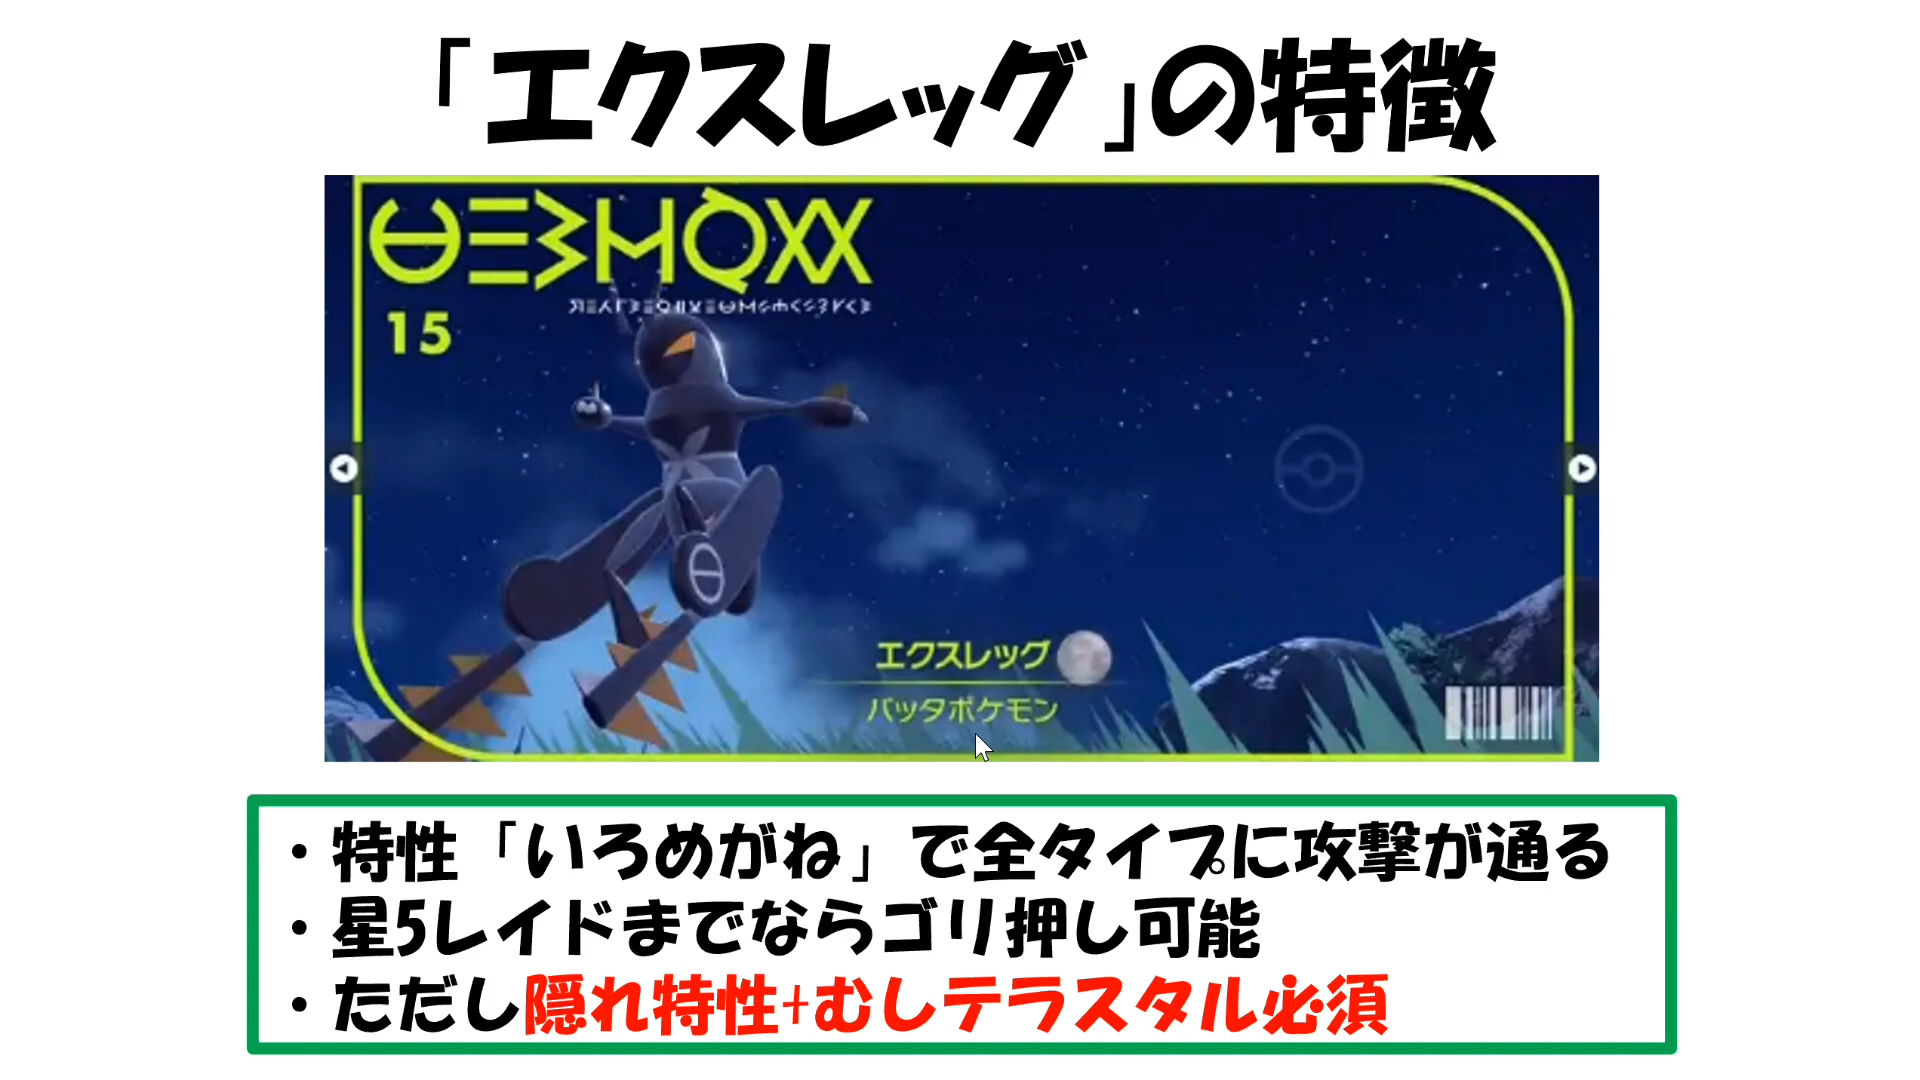 「エクスレッグ」の特徴
15
エクスレッグ
バッタポケモン
・特性「いろめがね」で全タイプに攻撃が通る
・星5レイドまでならゴリ押し可能
・ただし隠れ特性+むしテラスタル必須